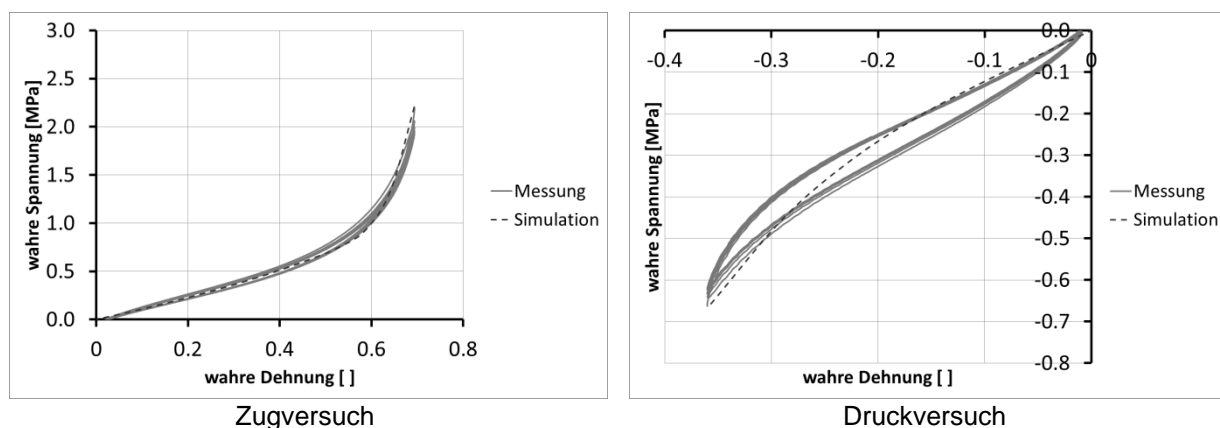 3.0
2.5
2.0
1.5
1.0
0.5
0.0
wahre Spannung [MPa]
0 0.2 0.4 0.6 0.8
wahre Dehnung [ ]
Messung
Simulation
Zugversuch
-0.4 -0.3 -0.2 -0.1 0
0.0
-0.1
-0.2
-0.3
-0.4
-0.5
-0.6
-0.7
-0.8
wahre Spannung [MPa]
wahre Dehnung [ ]
Messung
Simulation
Druckversuch